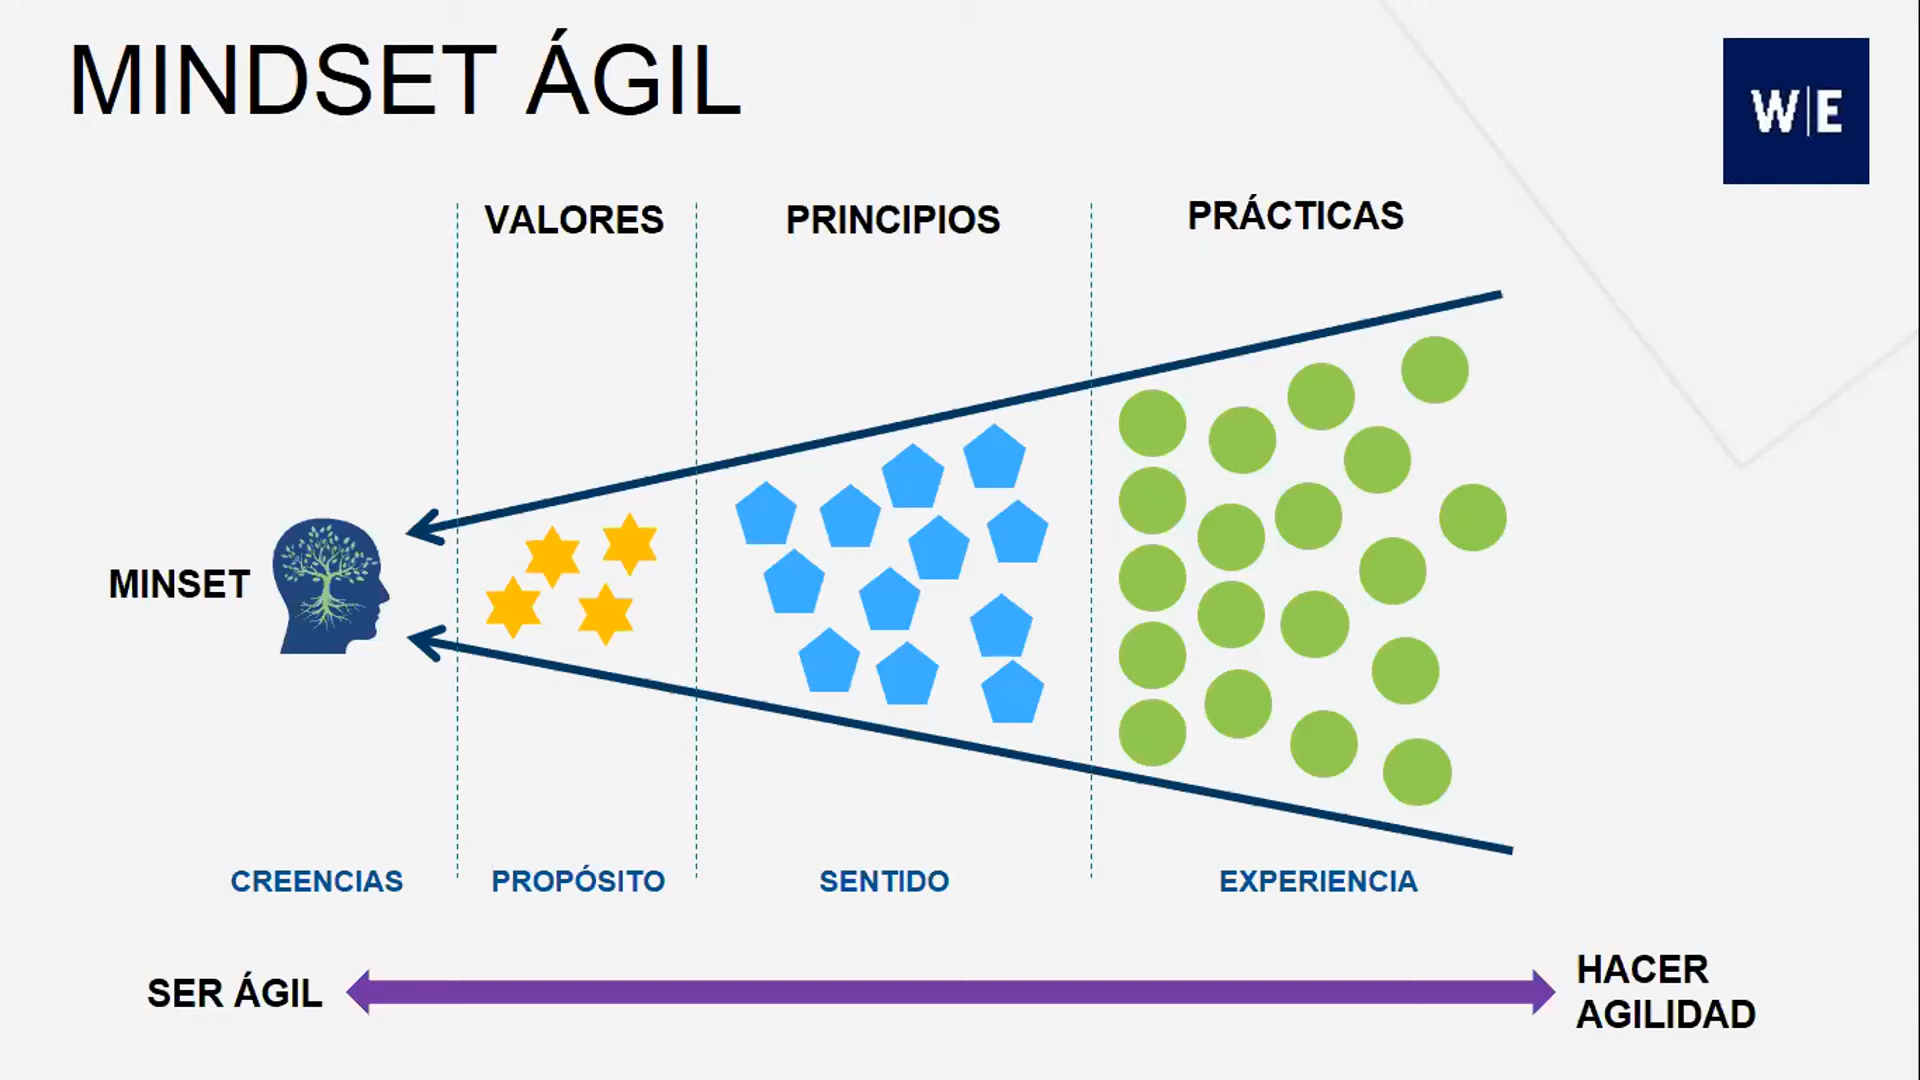 MINDSET ÁGIL
W|E
VALORES
PRINCIPIOS
PRÁCTICAS
MINSET
CREENCIAS
PROPÓSITO
SENTIDO
EXPERIENCIA
SER ÁGIL
HACER
AGILIDAD